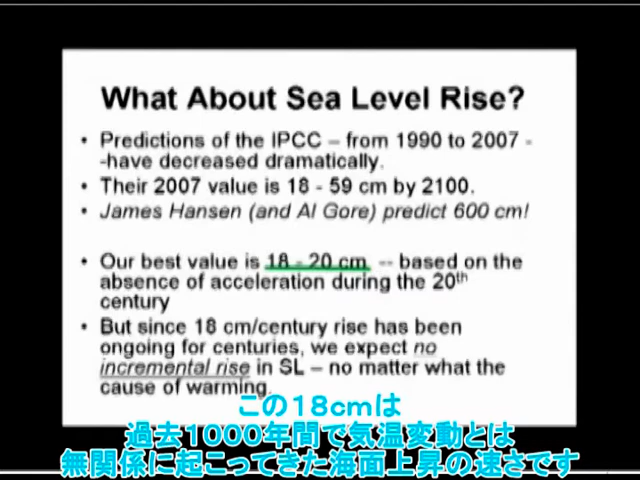 What About Sea Level Rise?
• Predictions of the IPCC – from 1990 to 2007 -
-have decreased dramatically.
• Their 2007 value is 18 - 59 cm by 2100.
• James Hansen (and Al Gore) predict 600 cm!
• Our best value is 18 - 20 cm -- based on the
absence of acceleration during the 20th
century
• But since 18 cm/century rise has been
ongoing for centuries, we expect no
incremental rise in SL – no matter what the
cause of warming.
この18cmは
過去1000年間で気温変動とは
無関係に起こってきた海面上昇の速さです